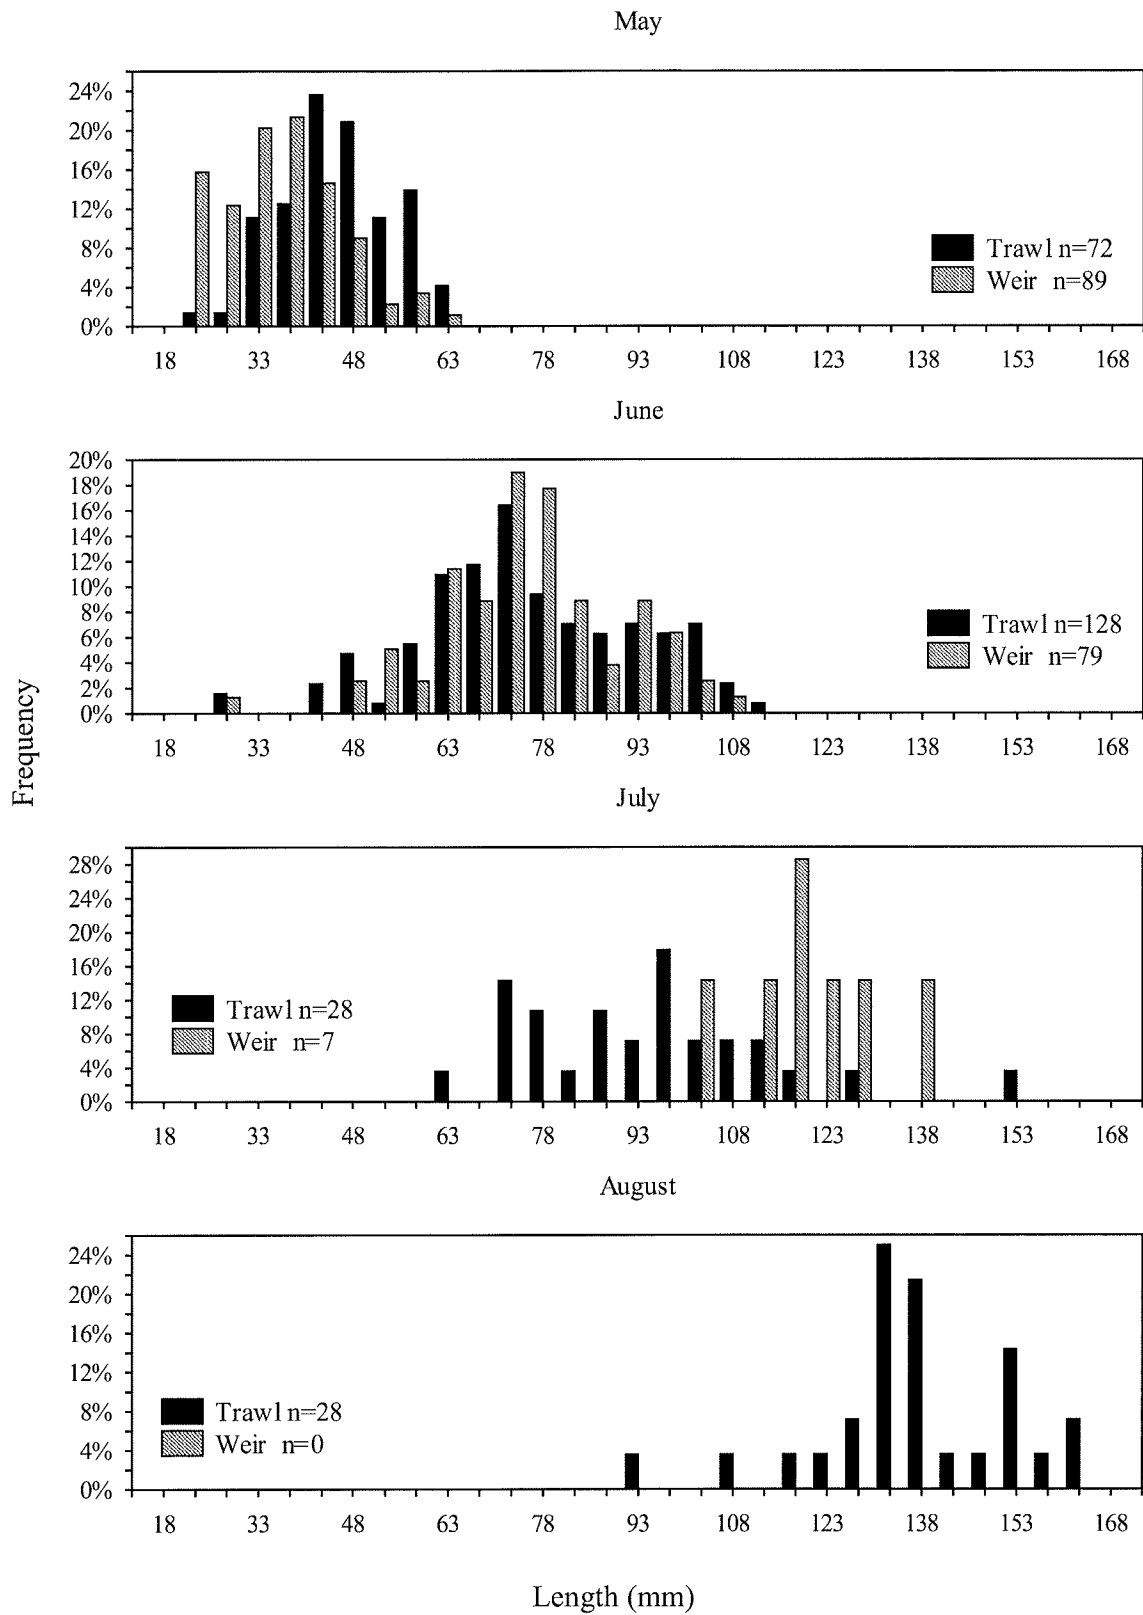 May
24%
20%
16%
12%
8%
4%
0%
Trawl n=72
Weir n=89
18 33 48 63 78 93 108 123 138 153 168
June
20%
18%
16%
14%
12%
10%
8%
6%
4%
2%
0%
Trawl n=128
Weir n=79
18 33 48 63 78 93 108 123 138 153 168
Frequency
July
28%
24%
20%
16%
12%
8%
4%
0%
Trawl n=28
Weir n=7
18 33 48 63 78 93 108 123 138 153 168
August
24%
20%
16%
12%
8%
4%
0%
Trawl n=28
Weir n=0
18 33 48 63 78 93 108 123 138 153 168
Length (mm)